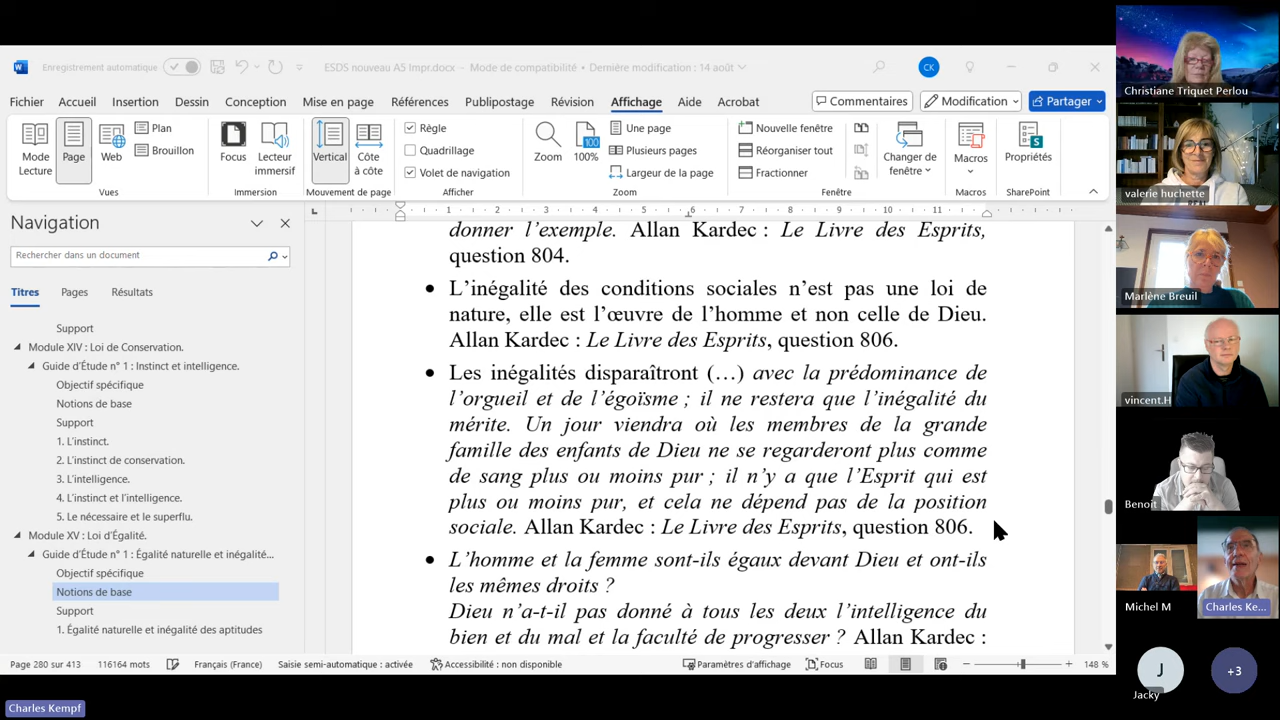 Enregistrement automatique
ESDS nouveau A5 Impr.docx - Mode de compatibilité • Dernière modification : 14 août
CK
Fichier Accueil Insertion Dessin Conception Mise en page Références Publipostage Révision Affichage Aide Acrobat
Commentaires Modification Partager
Mode Lecture
Page
Web
Plan
Brouillon
Vues
Focus
Lecteur immersif
Immersion
Vertical
Côte à côte
Mouvement de page
Règle
Quadrillage
Volet de navigation
Afficher
Zoom
100
100%
Une page
Plusieurs pages
Largeur de la page
Zoom
Nouvelle fenêtre
Réorganiser tout
Fractionner
Changer de fenêtre
Fenêtre
Macros
Macros
Propriétés
SharePoint
Navigation
Rechercher dans un document
Titres Pages Résultats
Support
Module XIV : Loi de Conservation.
Guide d'Étude n° 1 : Instinct et intelligence.
Objectif spécifique
Notions de base
Support
1. L'instinct.
2. L'instinct de conservation.
3. L'intelligence.
4. L'instinct et l'intelligence.
5. Le nécessaire et le superflu.
Module XV : Loi d'Égalité.
Guide d'Étude n° 1 : Égalité naturelle et inégalité...
Objectif spécifique
Notions de base
Support
1. Égalité naturelle et inégalité des aptitudes
1 2 3 4 5 6 7 8 9 10 11
donner l'exemple. Allan Kardec : Le Livre des Esprits,
question 804.
• L'inégalité des conditions sociales n'est pas une loi de
nature, elle est l'œuvre de l'homme et non celle de Dieu.
Allan Kardec : Le Livre des Esprits, question 806.
• Les inégalités disparaîtront (…) avec la prédominance de
l'orgueil et de l'égoïsme ; il ne restera que l'inégalité du
mérite. Un jour viendra où les membres de la grande
famille des enfants de Dieu ne se regarderont plus comme
de sang plus ou moins pur ; il n'y a que l'Esprit qui est
plus ou moins pur, et cela ne dépend pas de la position
sociale. Allan Kardec : Le Livre des Esprits, question 806.
• L'homme et la femme sont-ils égaux devant Dieu et ont-ils
les mêmes droits ?
Dieu n'a-t-il pas donné à tous les deux l'intelligence du
bien et du mal et la faculté de progresser ? Allan Kardec :
Page 280 sur 413 116164 mots Français (France) Saisie semi-automatique : activée Accessibilité : non disponible Paramètres d'affichage Focus 148 %
Charles Kempf
Christiane Triquet Perlou
valerie huchette
Marlène Breuil
vincent.H
Benoît
Michel M
Charles Ke...
J
Jacky
+3